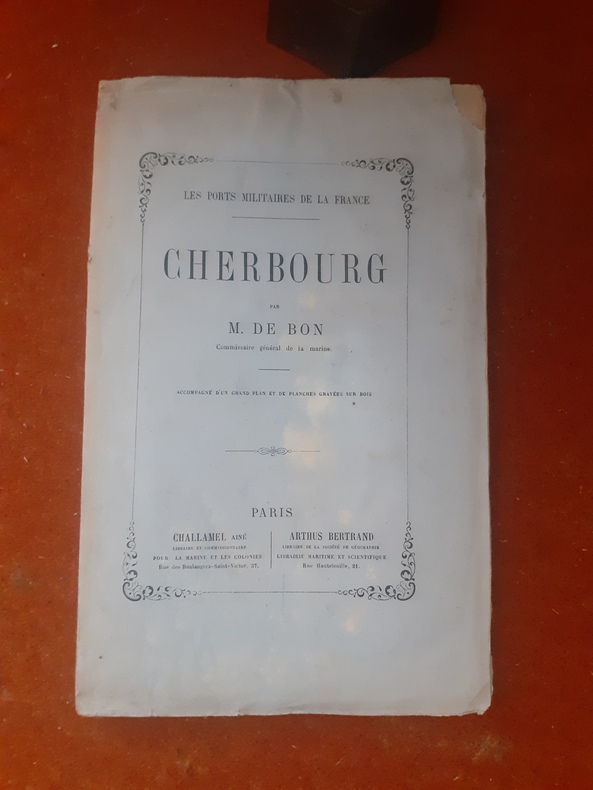 LES PORTS MILITAIRES DE LA FRANCE
CHERBOURG
PAR
M. DE BON
Commissaire général de la marine.
ACCOMPAGNÉ D'UN GRAND PLAN ET DE PLANCHES GRAVÉES SUR BOIS
PARIS
CHALLAMEL AINÉ
LIBRAIRE ET COMMISSIONNAIRE
POUR LA MARINE ET LES COLONIES
Rue des Boulangers-Saint-Victor, 27.
ARTHUS BERTRAND
LIBRAIRE DE LA SOCIÉTÉ DE GÉOGRAPHIE
LIBRAIRIE MARITIME ET SCIENTIFIQUE
Rue Hautefeuille, 21.